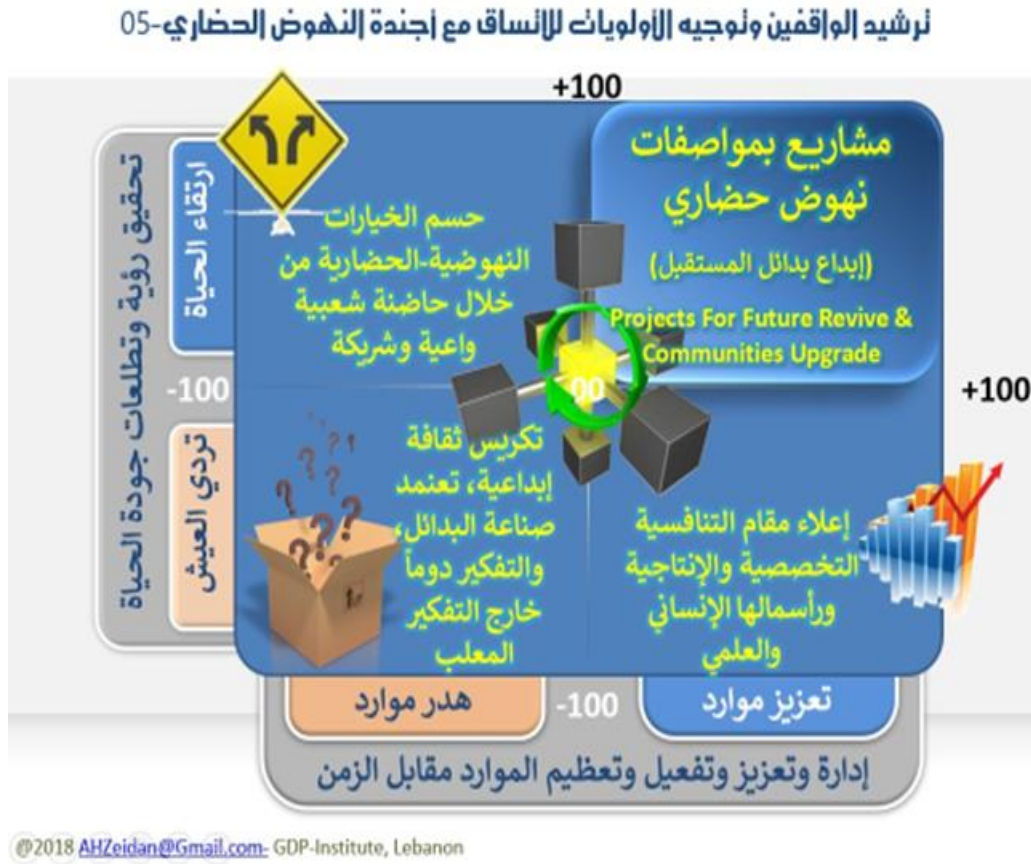 ترشيد الواقفين وتوجيه الأولويات للاتساق مع أجندة النهوض الحضاري-05
+100
مشاريع بمواصفات
نهوض حضاري
(إبداع بدائل المستقبل)
Projects For Future Revive &
Communities Upgrade
حسم الخيارات
النهوضية-الحضارية من
خلال حاضنة شعبية
واعية وشريكة
ارتقاء الحياة
تحقيق رؤية وتطلعات جودة الحياة
-100
00
+100
تردي العيش
تكريس ثقافة
إبداعية، تعتمد
صناعة البدائل،
والتفكير دوماً
خارج التفكير
المعلب
إعلاء مقام التنافسية
التخصصية والإنتاجية
ورأسمالها الإنساني
والعلمي
تعزيز موارد
-100
هدر موارد
إدارة وتعزيز وتفعيل وتعظيم الموارد مقابل الزمن
@2018 AHZeidan@Gmail.com- GDP-Institute, Lebanon